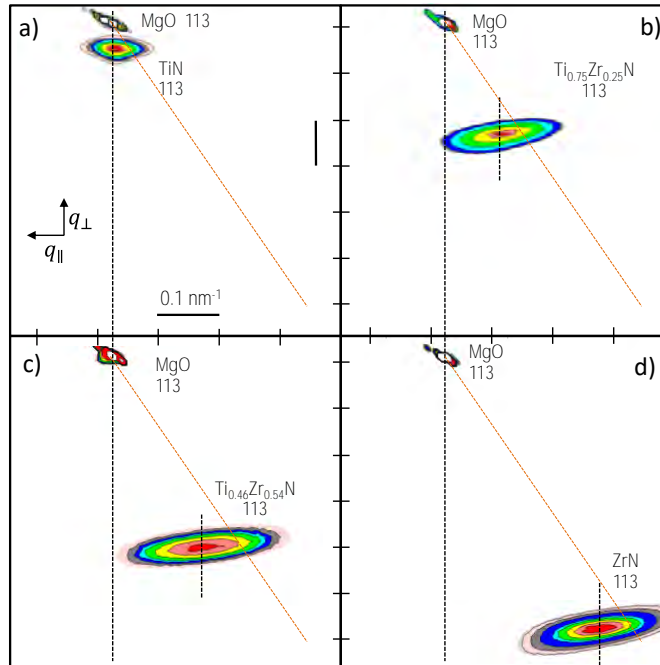 a)
MgO 113
TiN
113
q⊥
q∥
0.1 nm⁻¹
b)
MgO
113
Ti₀.₇₅Zr₀.₂₅N
113
c)
MgO
113
Ti₀.₄₆Zr₀.₅₄N
113
d)
MgO
113
ZrN
113